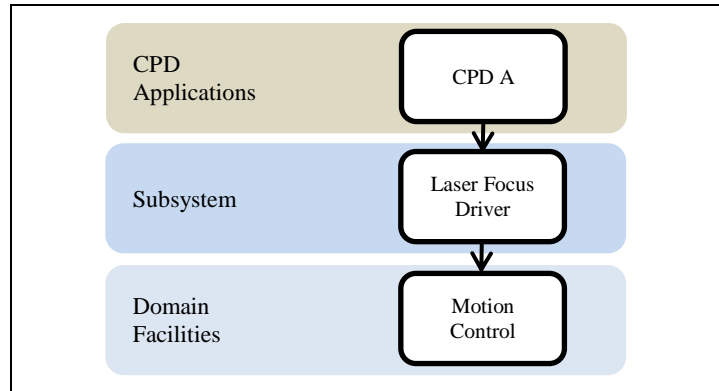 CPD
Applications
CPD A
Subsystem
Laser Focus
Driver
Domain
Facilities
Motion
Control